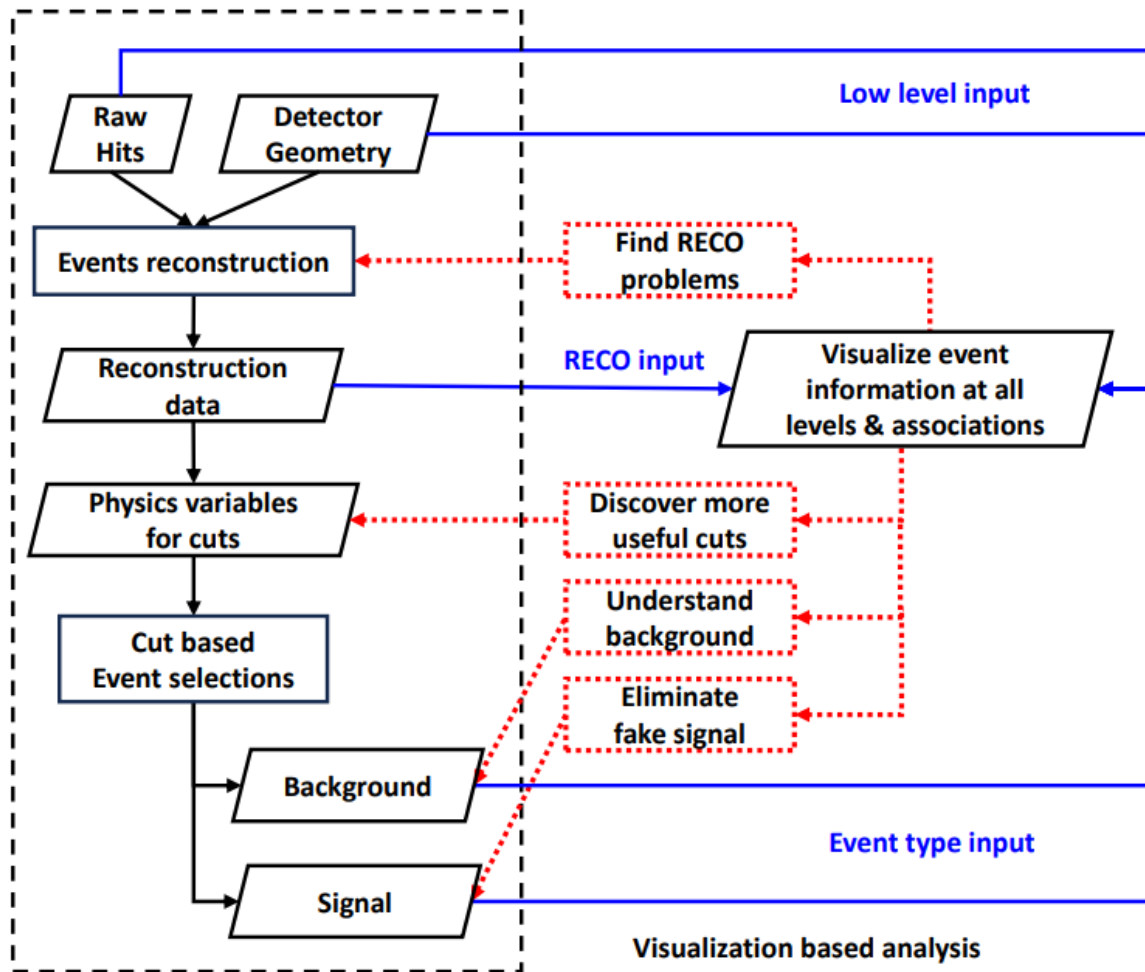 Raw
Hits
Detector
Geometry
Low level input
Events reconstruction
Find RECO
problems
Reconstruction
data
RECO input
Visualize event
information at all
levels & associations
Physics variables
for cuts
Discover more
useful cuts
Understand
background
Cut based
Event selections
Eliminate
fake signal
Background
Event type input
Signal
Visualization based analysis